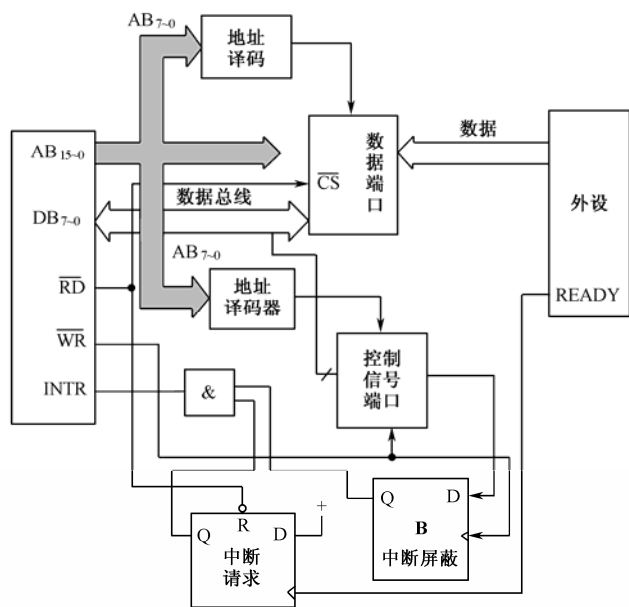 AB7~0
地址
译码
AB15~0
数据
端口
CS
数据
外设
DB7~0
数据总线
AB7~0
RD
地址
译码器
READY
WR
控制
信号
端口
INTR
&
Q
D
B
中断屏蔽
+
R
Q
D
中断
请求